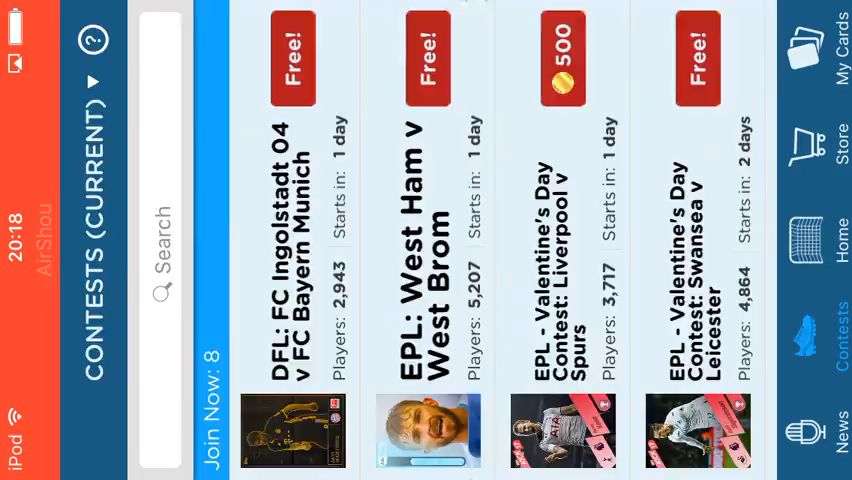 iPod
20:18
AirShou
CONTESTS (CURRENT)
?
Search
Join Now: 8
DFL: FC Ingolstadt 04
v FC Bayern Munich
Players: 2,943
Starts in: 1 day
Free!
EPL: West Ham v
West Brom
Players: 5,207
Starts in: 1 day
Free!
EPL - Valentine's Day
Contest: Liverpool v
Spurs
Players: 3,717
Starts in: 1 day
500
EPL - Valentine's Day
Contest: Swansea v
Leicester
Players: 4,864
Starts in: 2 days
Free!
News
Contests
Home
Store
My Cards